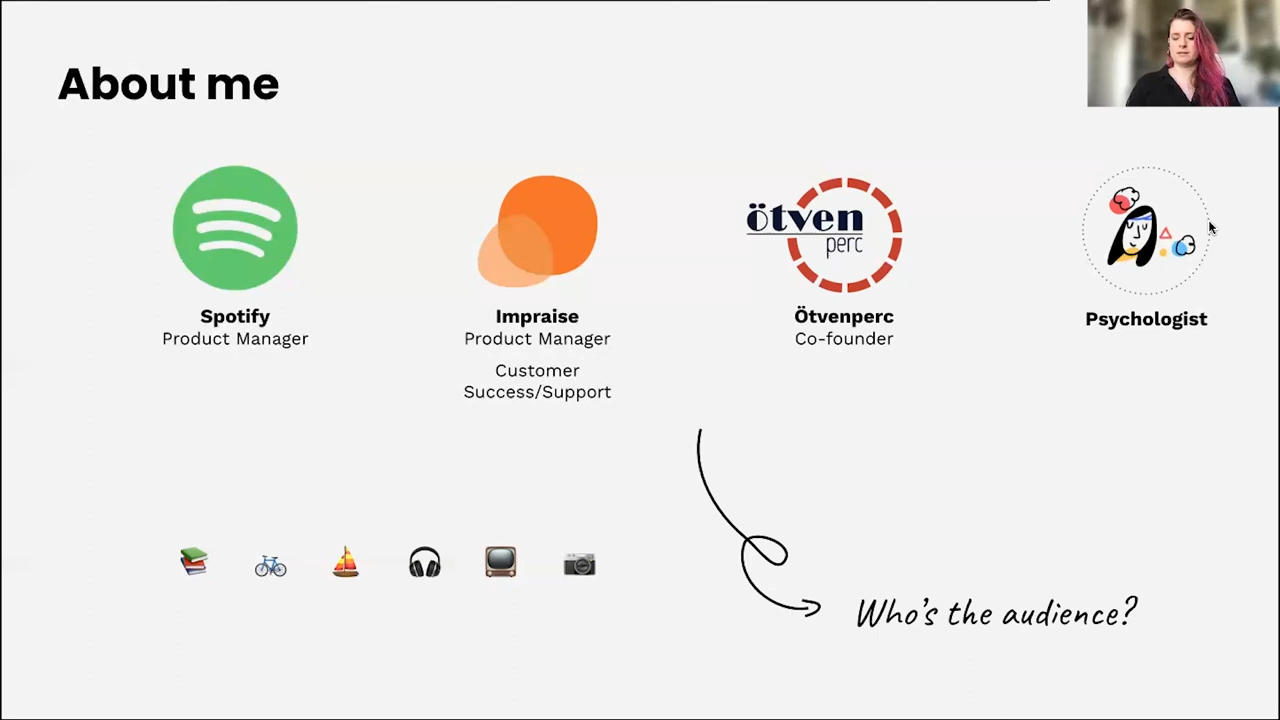 About me
ötven
perc
Spotify
Product Manager
Impraise
Product Manager
Customer
Success/Support
Ötvenperc
Co-founder
Psychologist
Who's the audience?